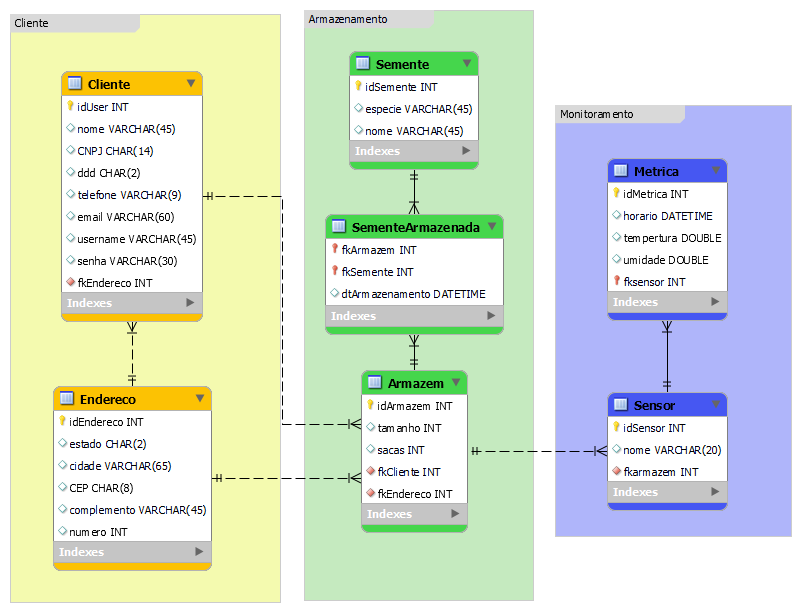 Cliente
Cliente
idUser INT
nome VARCHAR(45)
CNPJ CHAR(14)
ddd CHAR(2)
telefone VARCHAR(9)
email VARCHAR(60)
username VARCHAR(45)
senha VARCHAR(30)
fkEndereco INT
Indexes
Endereco
idEndereco INT
estado CHAR(2)
cidade VARCHAR(65)
CEP CHAR(8)
complemento VARCHAR(45)
numero INT
Indexes
Armazenamento
Semente
idSemente INT
especie VARCHAR(45)
nome VARCHAR(45)
Indexes
SementeArmazenada
fkArmazem INT
fkSemente INT
dtArmazenamento DATETIME
Indexes
Armazem
idArmazem INT
tamanho INT
sacas INT
fkCliente INT
fkEndereco INT
Indexes
Monitoramento
Metrica
idMetrica INT
horario DATETIME
tempertura DOUBLE
umidade DOUBLE
fksensor INT
Indexes
Sensor
idSensor INT
nome VARCHAR(20)
fkarmazem INT
Indexes